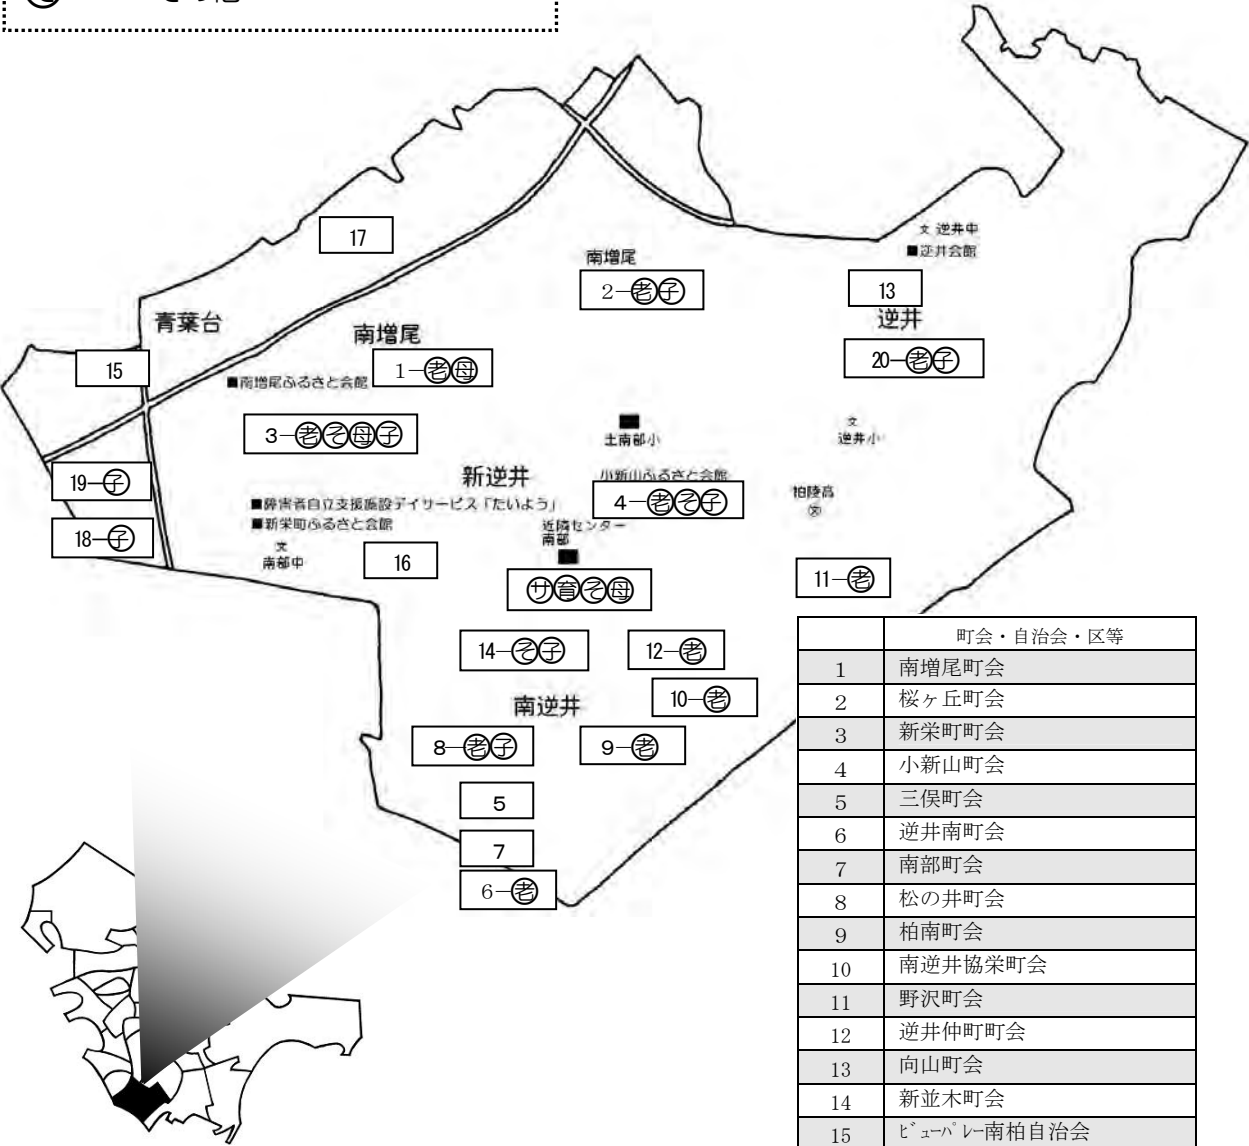 17
南増尾
2-老子
文 逆井中
■逆井会館
13
逆井
20-老子
青葉台
15
南増尾
1-老母
■南増尾ふるさと会館
3-老そ母子
土南部小
文
逆井小
19-子
18-子
新逆井
小新山ふるさと会館
4-老そ子
柏陵高
文
■障害者自立支援施設デイサービス「たいよう」
■新栄町ふるさと会館
文
南部中
16
近隣センター
南部
サ育そ母
11-老
14-そ子
12-老
10-老
南逆井
8-老子
9-老
5
7
6-老
町会・自治会・区等
1 南増尾町会
2 桜ヶ丘町会
3 新栄町町会
4 小新山町会
5 三俣町会
6 逆井南町会
7 南部町会
8 松の井町会
9 柏南町会
10 南逆井協栄町会
11 野沢町会
12 逆井仲町町会
13 向山町会
14 新並木町会
15 ﾋﾞｭｰﾊﾟﾚｰ南柏自治会